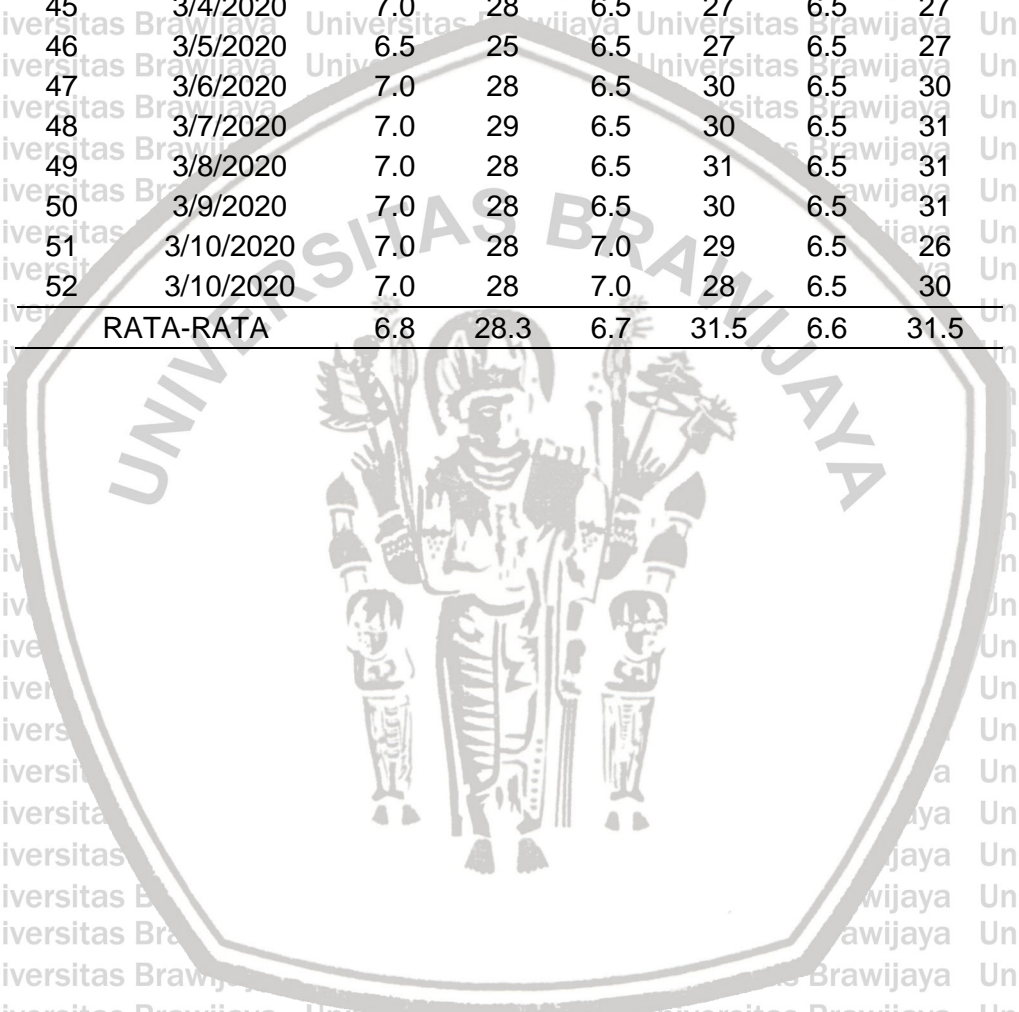 45 3/4/2020 7.0 28 6.5 27 6.5 27
46 3/5/2020 6.5 25 6.5 27 6.5 27
47 3/6/2020 7.0 28 6.5 30 6.5 30
48 3/7/2020 7.0 29 6.5 30 6.5 31
49 3/8/2020 7.0 28 6.5 31 6.5 31
50 3/9/2020 7.0 28 6.5 30 6.5 31
51 3/10/2020 7.0 28 7.0 29 6.5 26
52 3/10/2020 7.0 28 7.0 28 6.5 30
RATA-RATA 6.8 28.3 6.7 31.5 6.6 31.5
UNIVERSITAS BRAWIJAYA